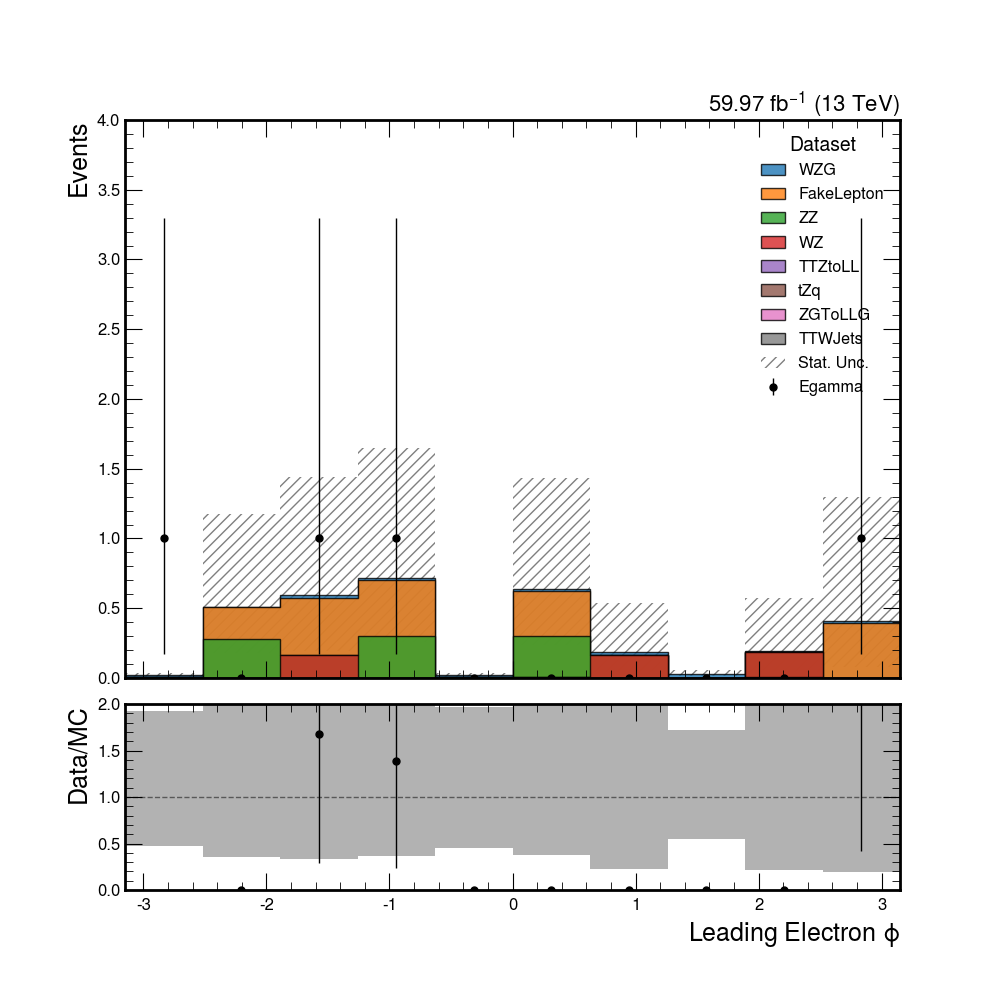 59.97 fb⁻¹ (13 TeV)
Events
4.0
3.5
3.0
2.5
2.0
1.5
1.0
0.5
0.0
Dataset
WZG
FakeLepton
ZZ
WZ
TTZtoLL
tZq
ZGToLLG
TTWJets
Stat. Unc.
Egamma
Data/MC
2.0
1.5
1.0
0.5
0.0
-3 -2 -1 0 1 2 3
Leading Electron ϕ